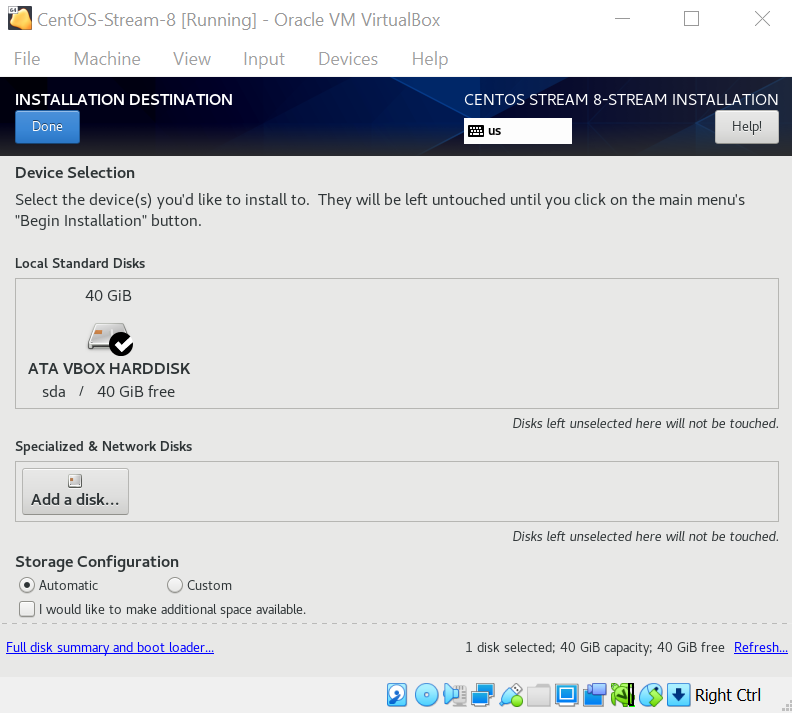 CentOS-Stream-8 [Running] - Oracle VM VirtualBox
File Machine View Input Devices Help
INSTALLATION DESTINATION
CENTOS STREAM 8-STREAM INSTALLATION
Done
us
Help!
Device Selection
Select the device(s) you'd like to install to. They will be left untouched until you click on the main menu's
"Begin Installation" button.
Local Standard Disks
40 GiB
ATA VBOX HARDDISK
sda / 40 GiB free
Disks left unselected here will not be touched.
Specialized & Network Disks
Add a disk...
Disks left unselected here will not be touched.
Storage Configuration
Automatic Custom
I would like to make additional space available.
Full disk summary and boot loader... 1 disk selected; 40 GiB capacity; 40 GiB free Refresh...
Right Ctrl